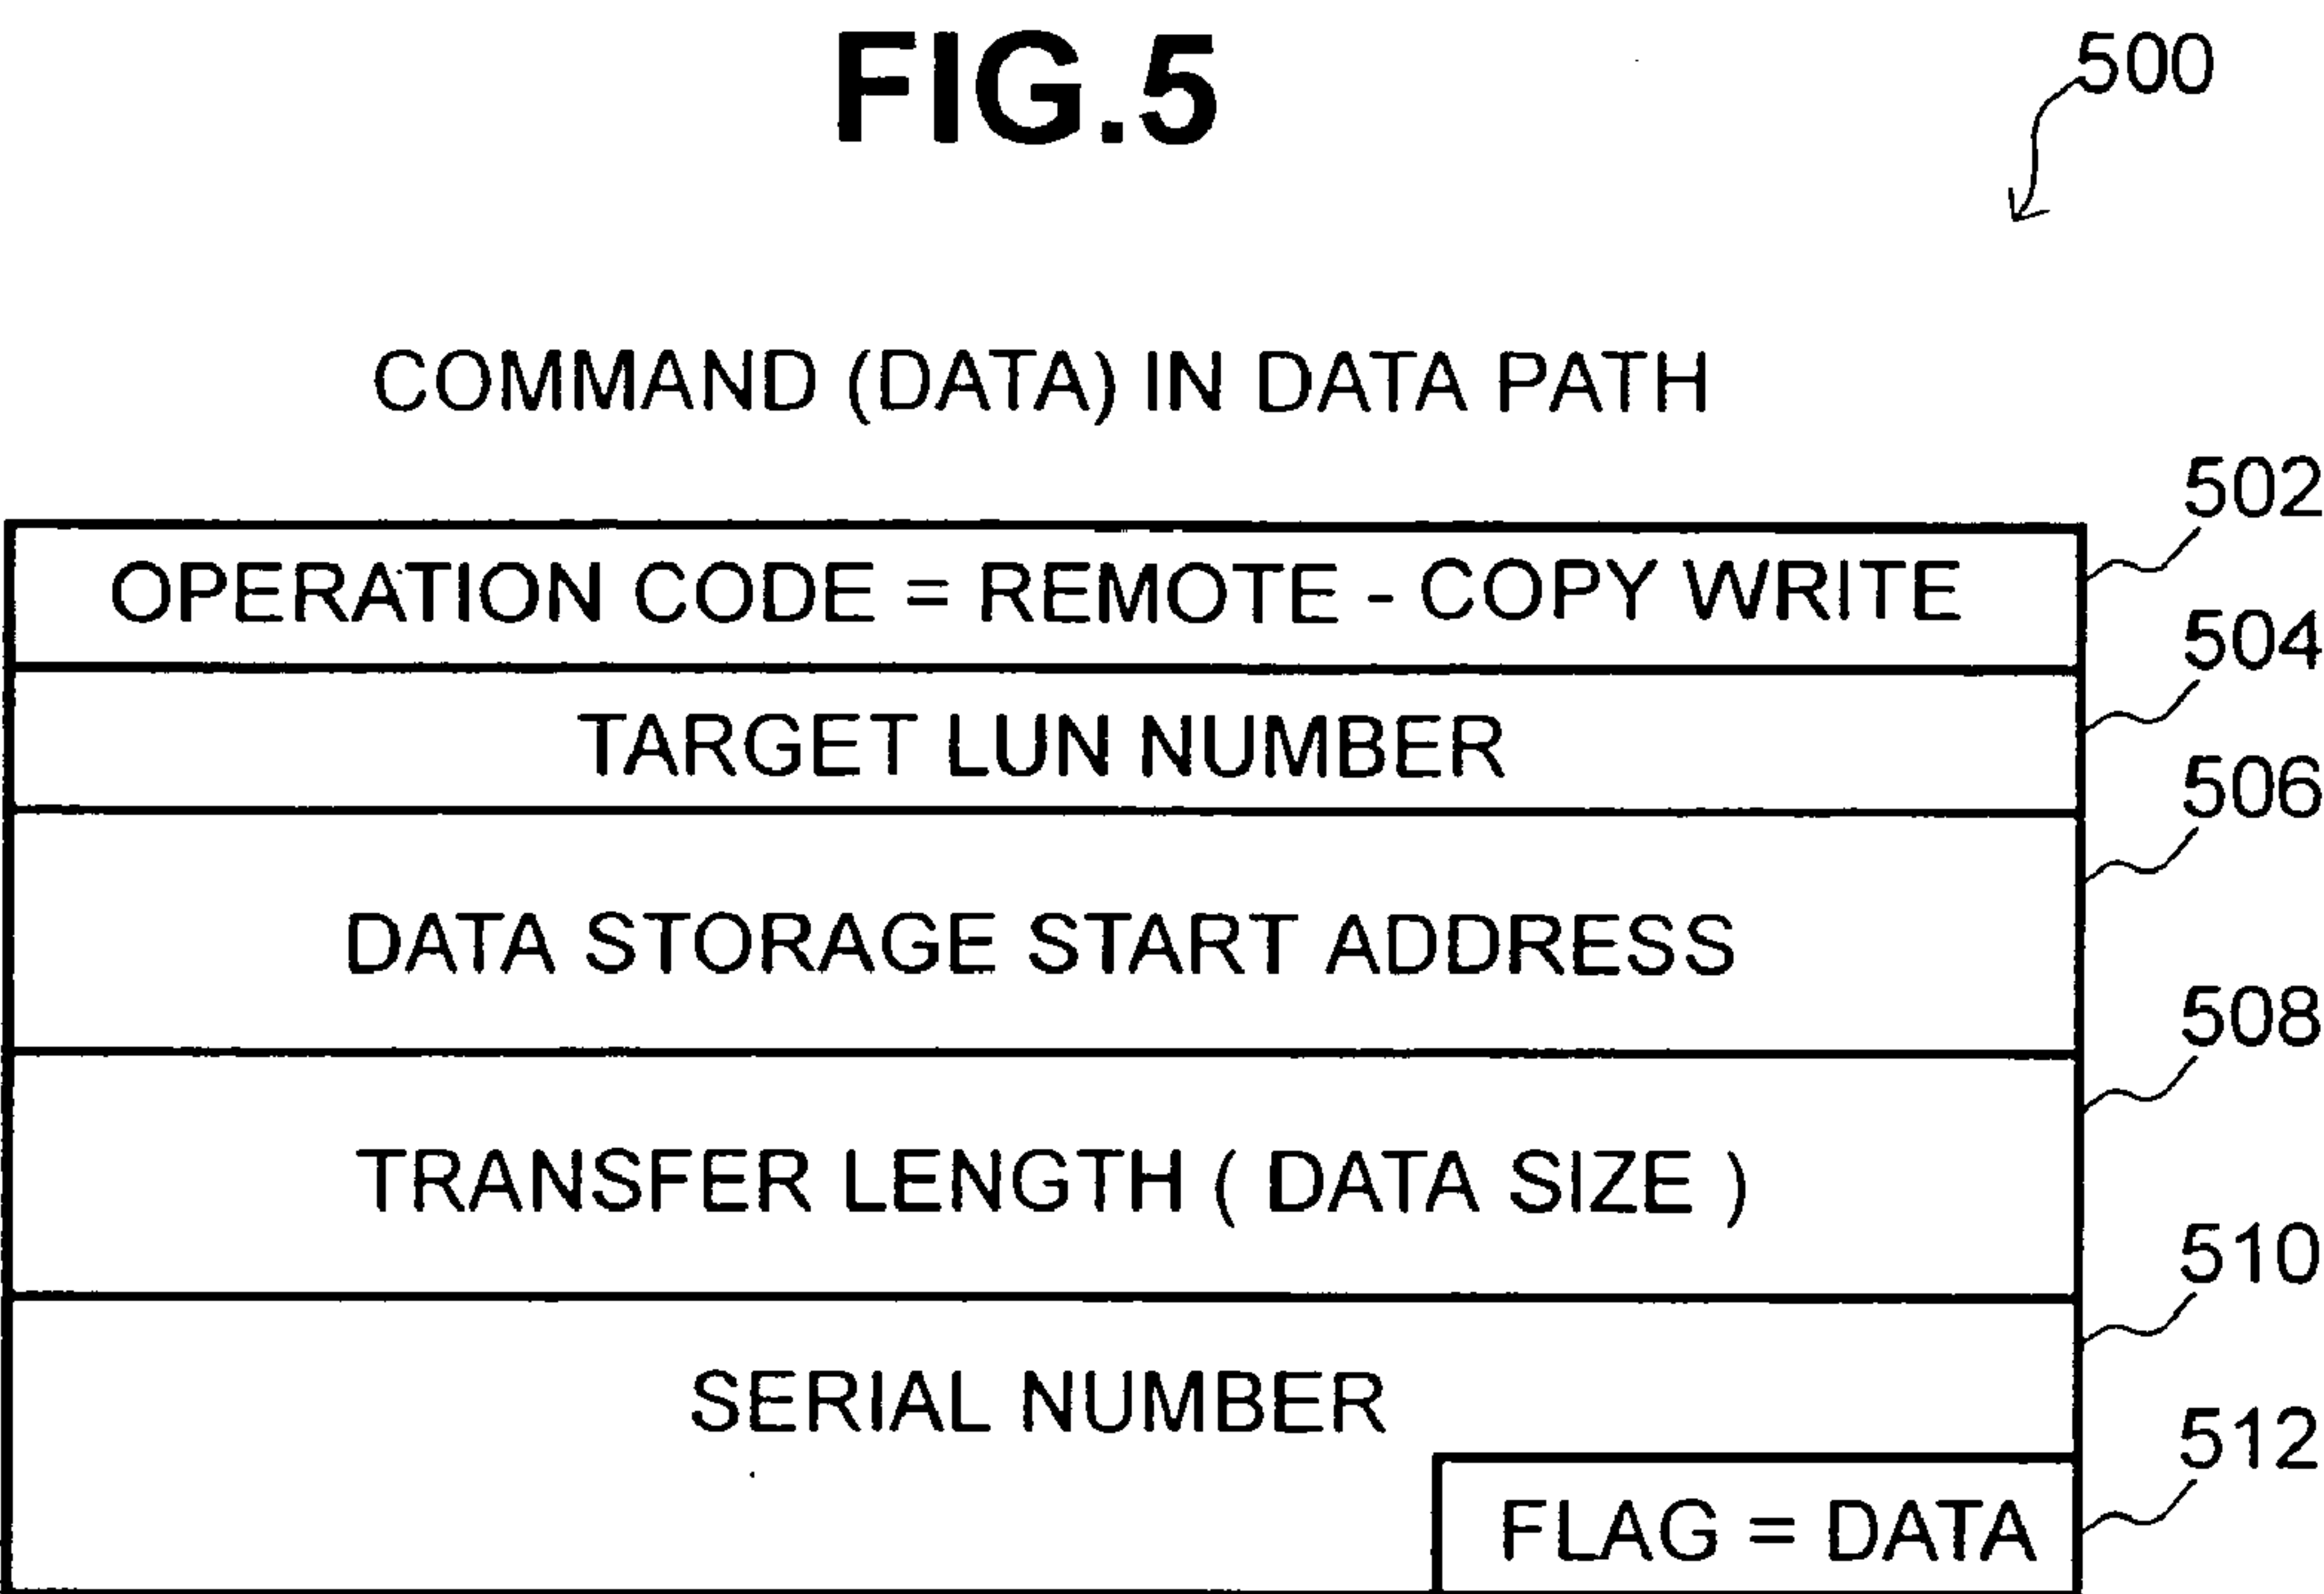 FIG.5
500
COMMAND (DATA) IN DATA PATH
502
OPERATION CODE = REMOTE - COPY WRITE
504
TARGET LUN NUMBER
506
DATA STORAGE START ADDRESS
508
TRANSFER LENGTH ( DATA SIZE )
510
SERIAL NUMBER
512
FLAG = DATA